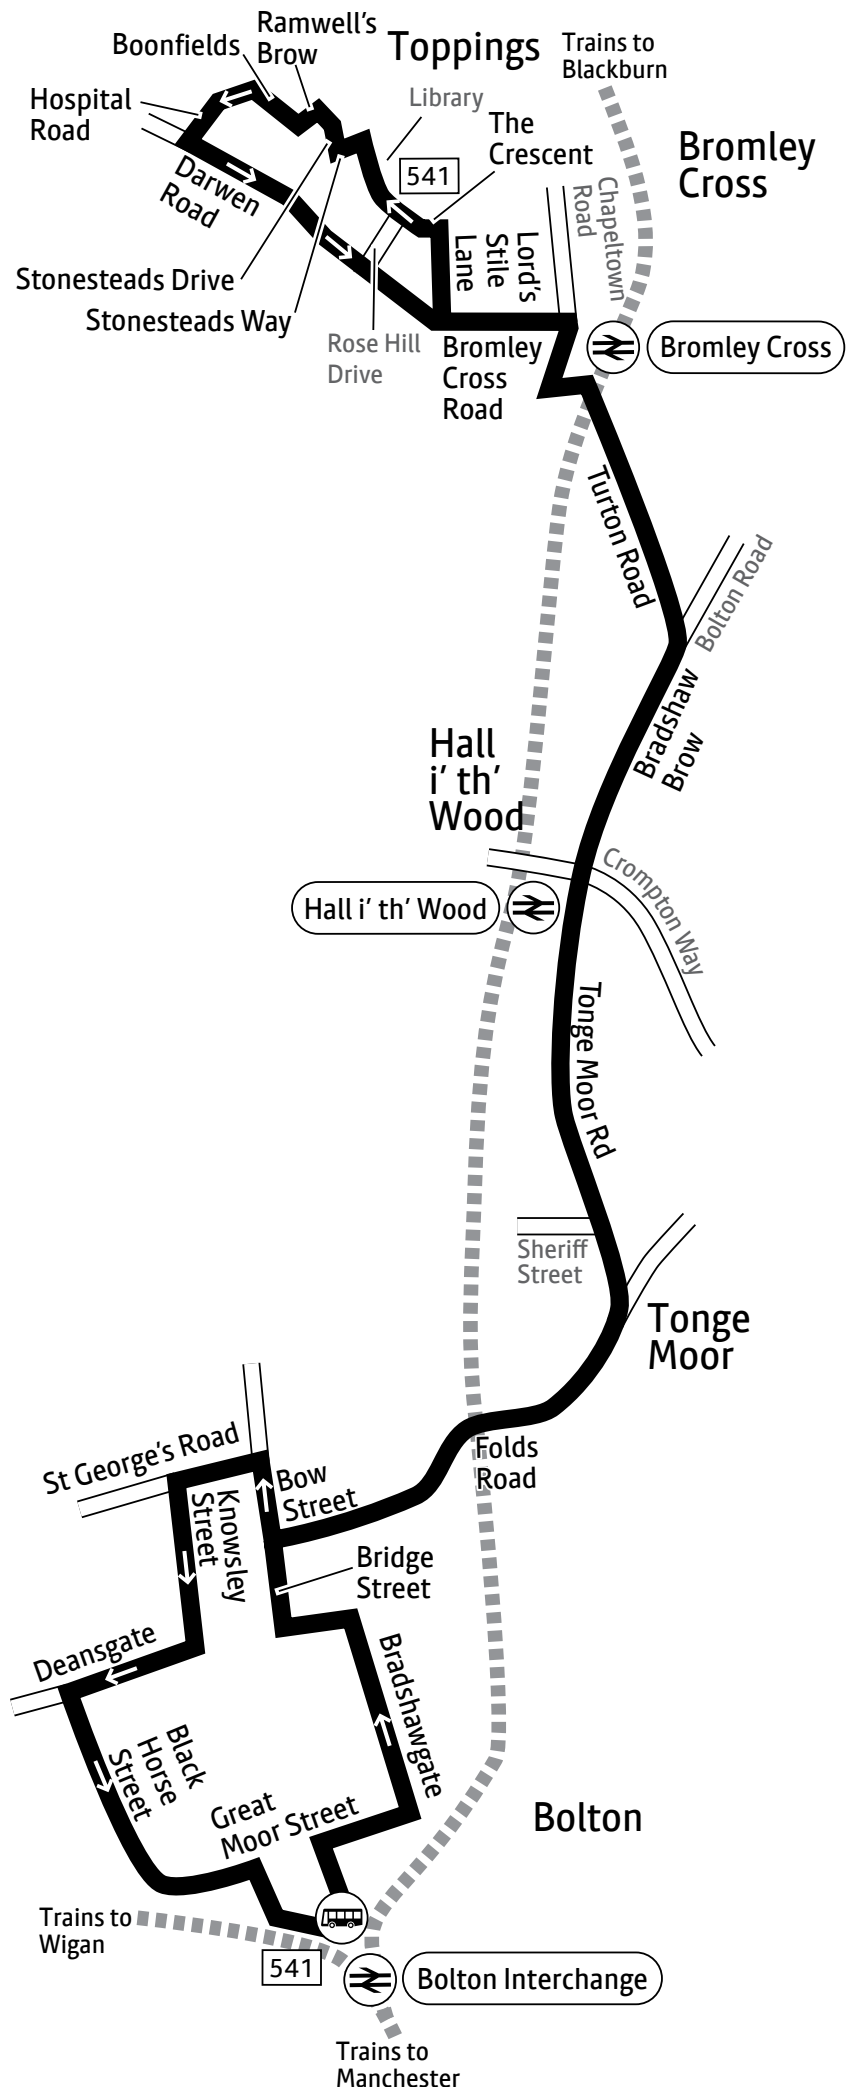 Ramwell's
Brow
Boonfields
Toppings
Trains to
Blackburn
Hospital
Road
Library
The
Crescent
Bromley
Cross
541
Darwen
Road
Chapeltown
Road
Lord's
Stile
Lane
Stonesteads Drive
Stonesteads Way
Rose Hill
Drive
Bromley
Cross
Road
Bromley Cross
Turton Road
Bolton Road
Bradshaw
Brow
Hall
i' th'
Wood
Crompton Way
Hall i' th' Wood
Tonge Moor Rd
Sheriff
Street
Tonge
Moor
St George's Road
Folds
Road
Bow
Street
Knowsley
Street
Bridge
Street
Deansgate
Bradshawgate
Black
Horse
Street
Great
Moor Street
Bolton
Trains to
Wigan
541
Bolton Interchange
Trains to
Manchester